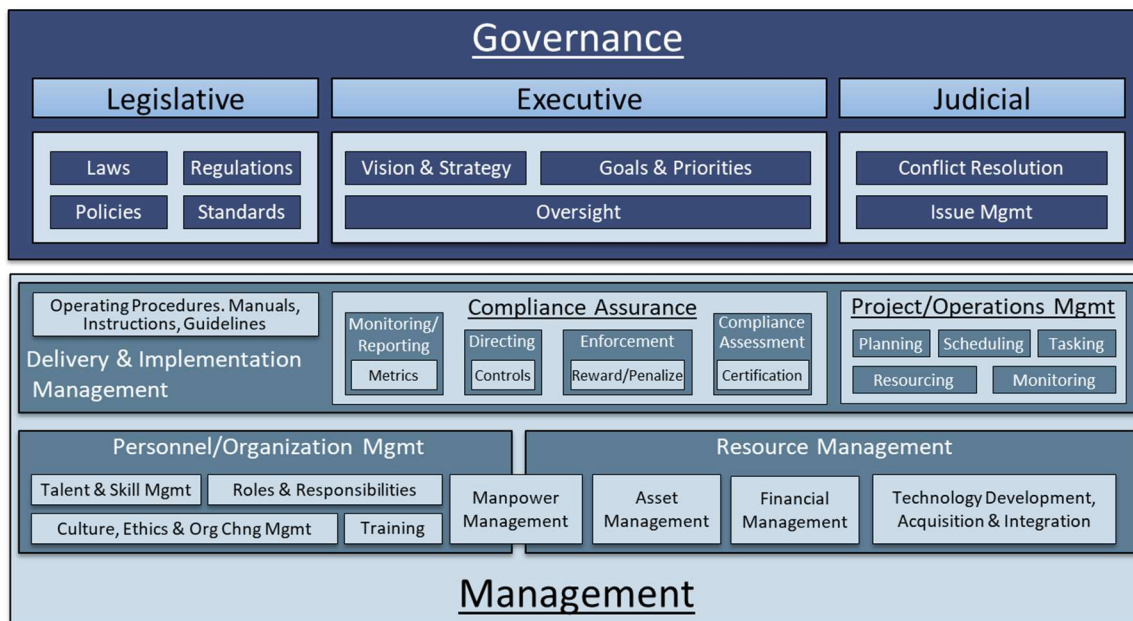 Governance
Legislative
Executive
Judicial
Laws
Regulations
Policies
Standards
Vision & Strategy
Goals & Priorities
Oversight
Conflict Resolution
Issue Mgmt
Operating Procedures. Manuals,
Instructions, Guidelines
Delivery & Implementation
Management
Compliance Assurance
Monitoring/
Reporting
Metrics
Directing
Controls
Enforcement
Reward/Penalize
Compliance
Assessment
Certification
Project/Operations Mgmt
Planning
Scheduling
Tasking
Resourcing
Monitoring
Personnel/Organization Mgmt
Talent & Skill Mgmt
Roles & Responsibilities
Culture, Ethics & Org Chng Mgmt
Training
Manpower
Management
Resource Management
Asset
Management
Financial
Management
Technology Development,
Acquisition & Integration
Management